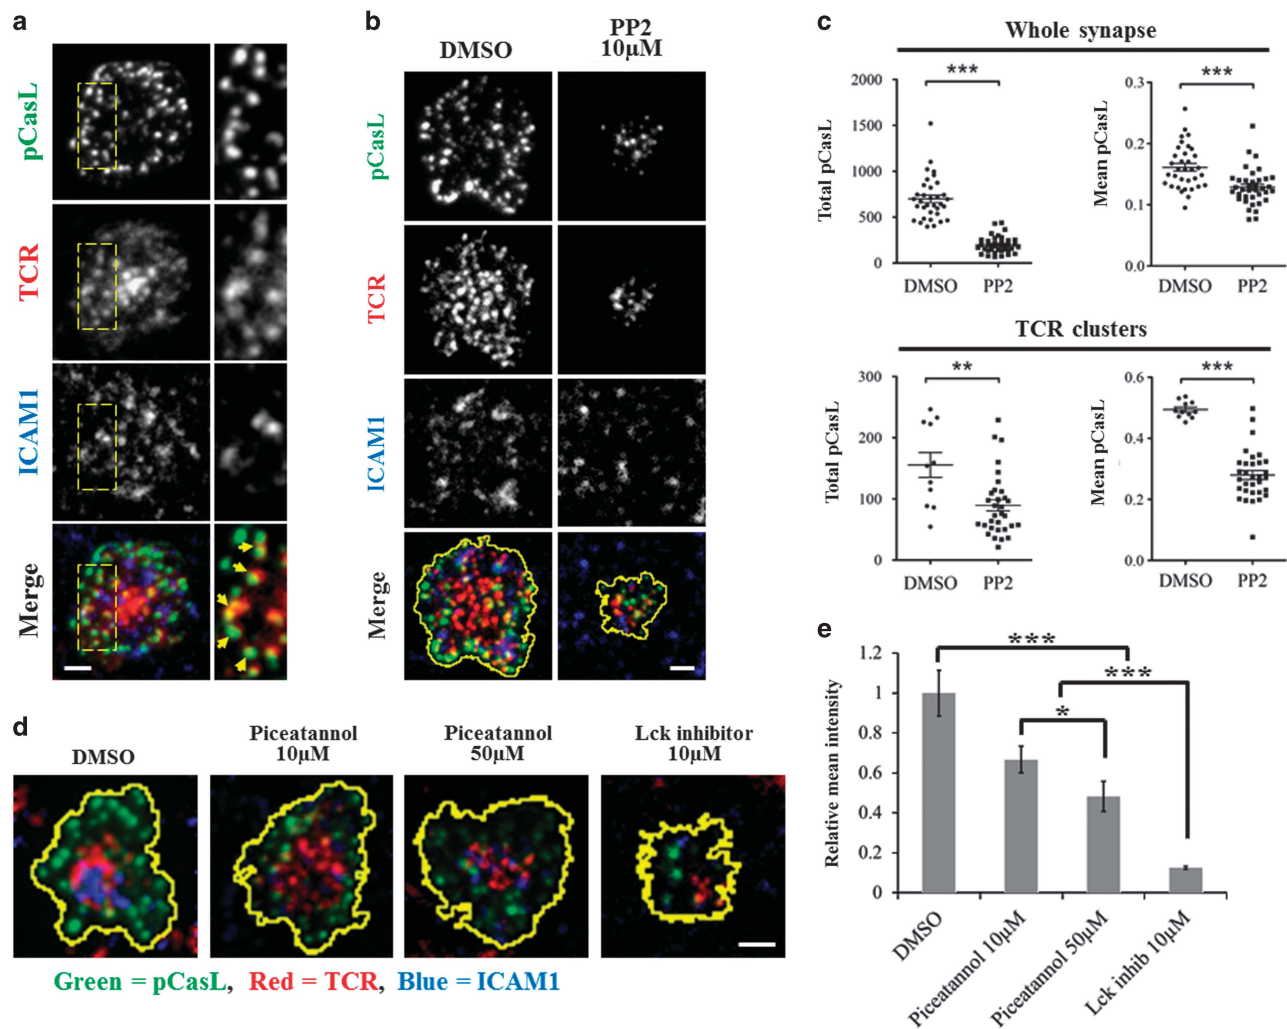 a
pCasL
TCR
ICAM1
Merge
b
DMSO
PP2
10μM
pCasL
TCR
ICAM1
Merge
c
Whole synapse
Total pCasL
2000
1500
1000
500
0
***
DMSO
PP2
Mean pCasL
0.3
0.2
0.1
0.0
***
DMSO
PP2
TCR clusters
Total pCasL
300
200
100
0
**
DMSO
PP2
Mean pCasL
0.6
0.4
0.2
0.0
***
DMSO
PP2
d
DMSO
Piceatannol
10μM
Piceatannol
50μM
Lck inhibitor
10μM
Green = pCasL, Red = TCR, Blue = ICAM1
e
Relative mean intensity
1.2
1
0.8
0.6
0.4
0.2
0
***
***
*
DMSO
Piceatannol 10μM
Piceatannol 50μM
Lck inhib 10μM